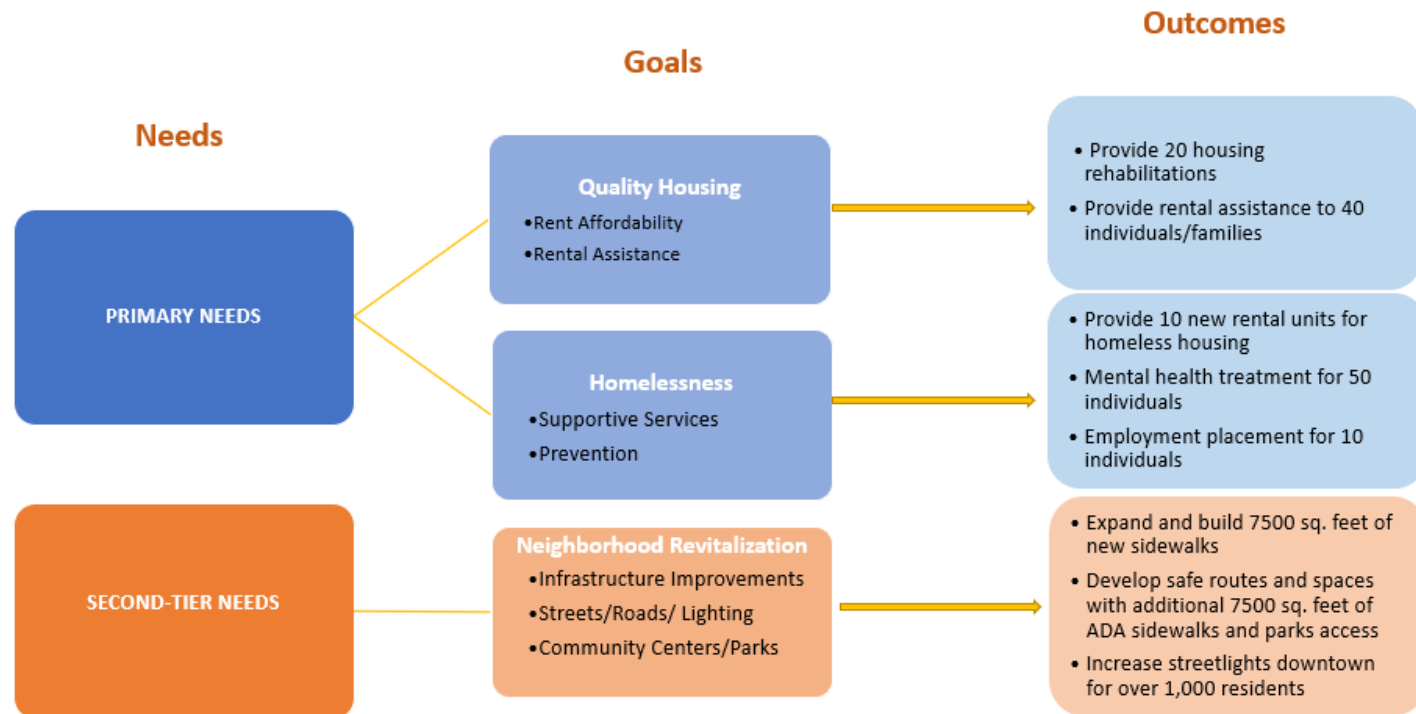 Needs
Goals
Outcomes
PRIMARY NEEDS
Quality Housing
•Rent Affordability
•Rental Assistance
• Provide 20 housing
rehabilitations
• Provide rental assistance to 40
individuals/families
Homelessness
•Supportive Services
•Prevention
• Provide 10 new rental units for
homeless housing
• Mental health treatment for 50
individuals
• Employment placement for 10
individuals
SECOND-TIER NEEDS
Neighborhood Revitalization
•Infrastructure Improvements
•Streets/Roads/ Lighting
•Community Centers/Parks
• Expand and build 7500 sq. feet of
new sidewalks
• Develop safe routes and spaces
with additional 7500 sq. feet of
ADA sidewalks and parks access
• Increase streetlights downtown
for over 1,000 residents